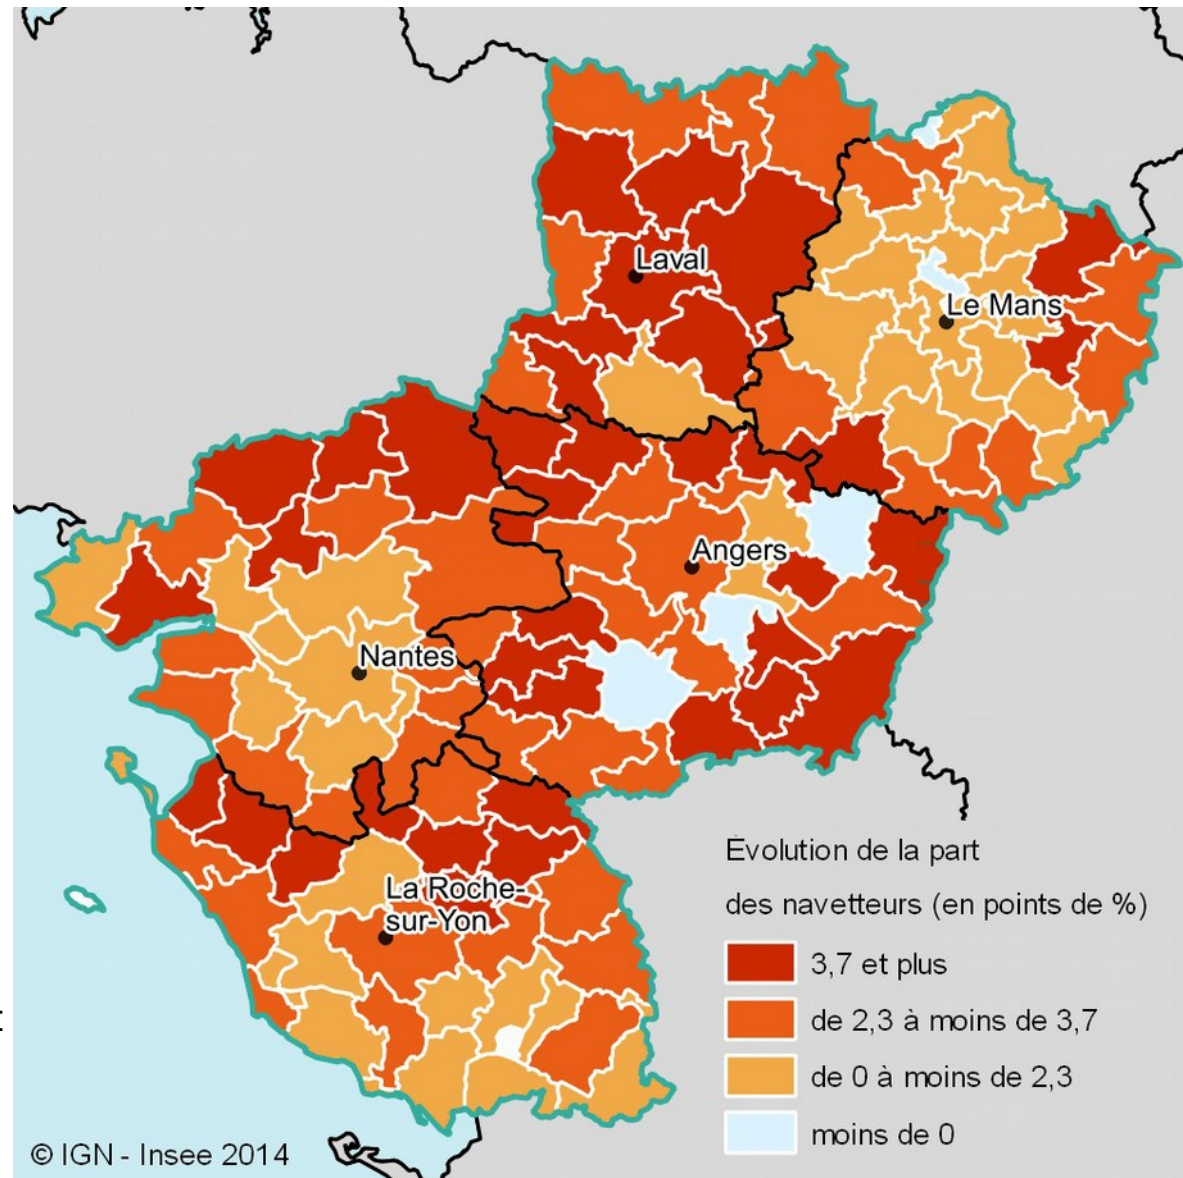 Laval
Le Mans
Angers
Nantes
La Roche-
sur-Yon
Évolution de la part
des navetteurs (en points de %)
3,7 et plus
de 2,3 à moins de 3,7
de 0 à moins de 2,3
moins de 0
© IGN - Insee 2014